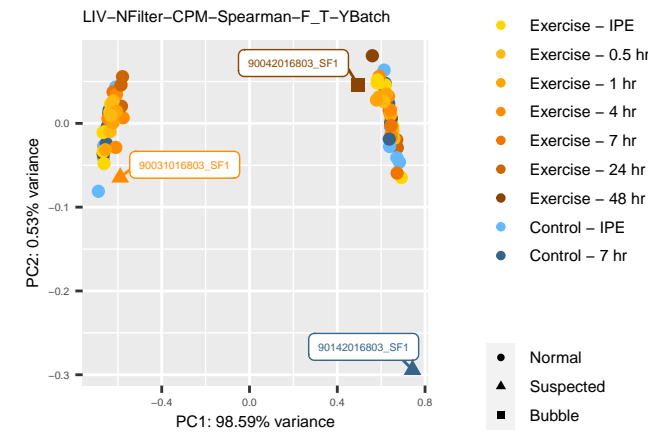 LIV−NFilter−CPM−Spearman−F_T−YBatch
90042016803_SF1
90031016803_SF1
90142016803_SF1
0.0
−0.1
−0.2
−0.3
−0.4
0.0
0.4
0.8
PC2: 0.53% variance
PC1: 98.59% variance
Exercise − IPE
Exercise − 0.5 hr
Exercise − 1 hr
Exercise − 4 hr
Exercise − 7 hr
Exercise − 24 hr
Exercise − 48 hr
Control − IPE
Control − 7 hr
Normal
Suspected
Bubble